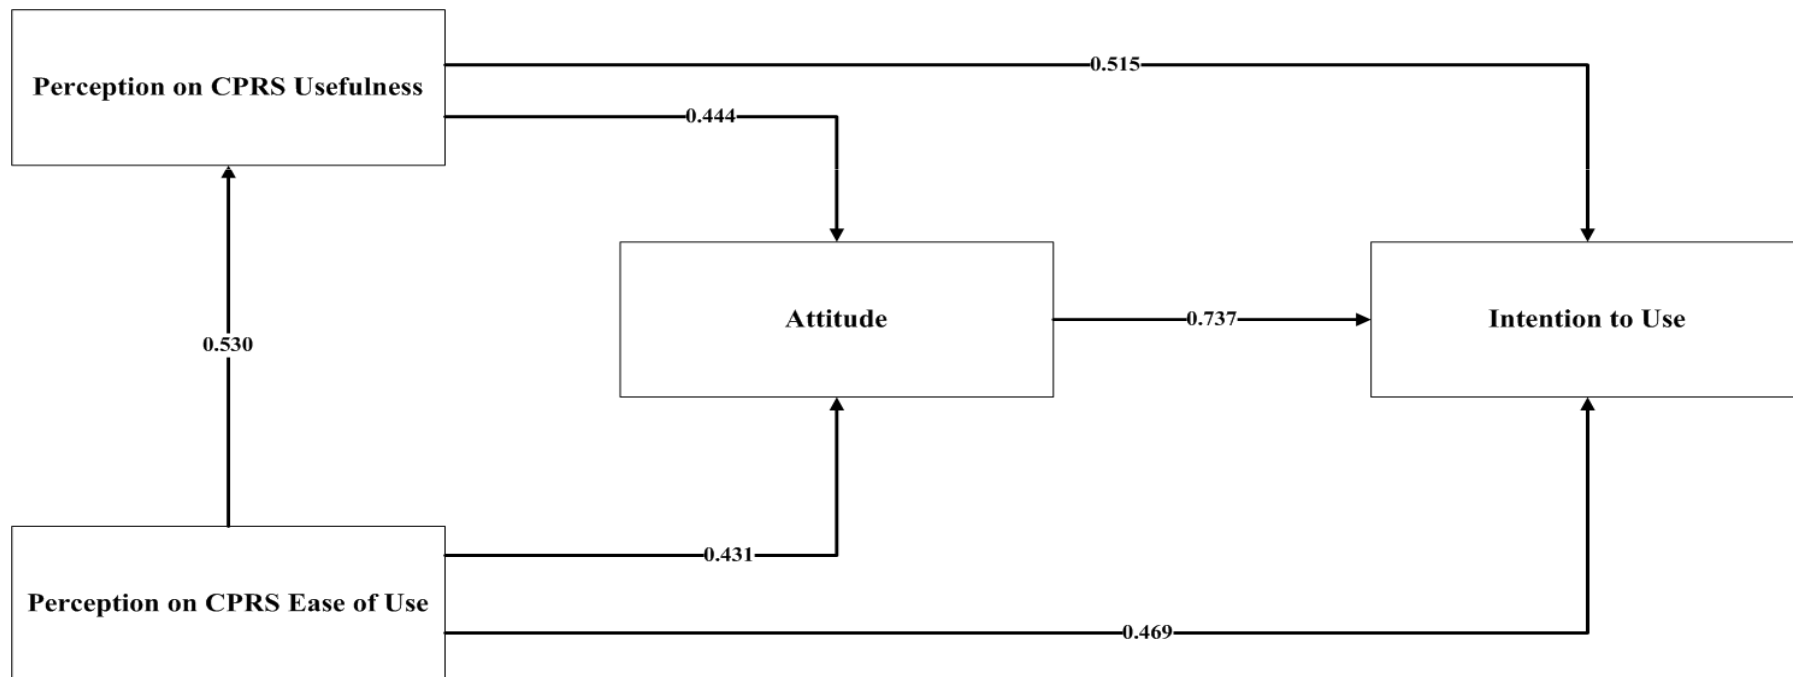 Perception on CPRS Usefulness
0.515
0.444
Attitude
0.737
Intention to Use
0.530
0.431
Perception on CPRS Ease of Use
0.469